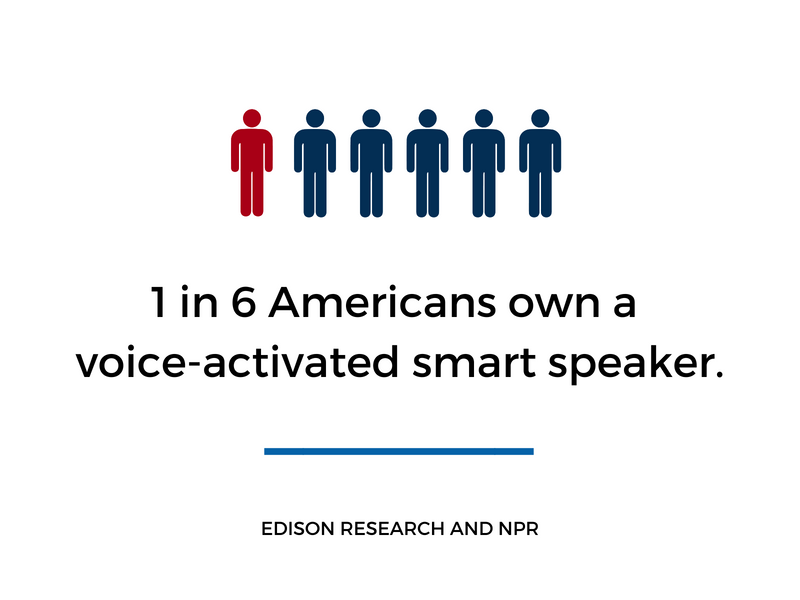 1 in 6 Americans own a
voice-activated smart speaker.
EDISON RESEARCH AND NPR